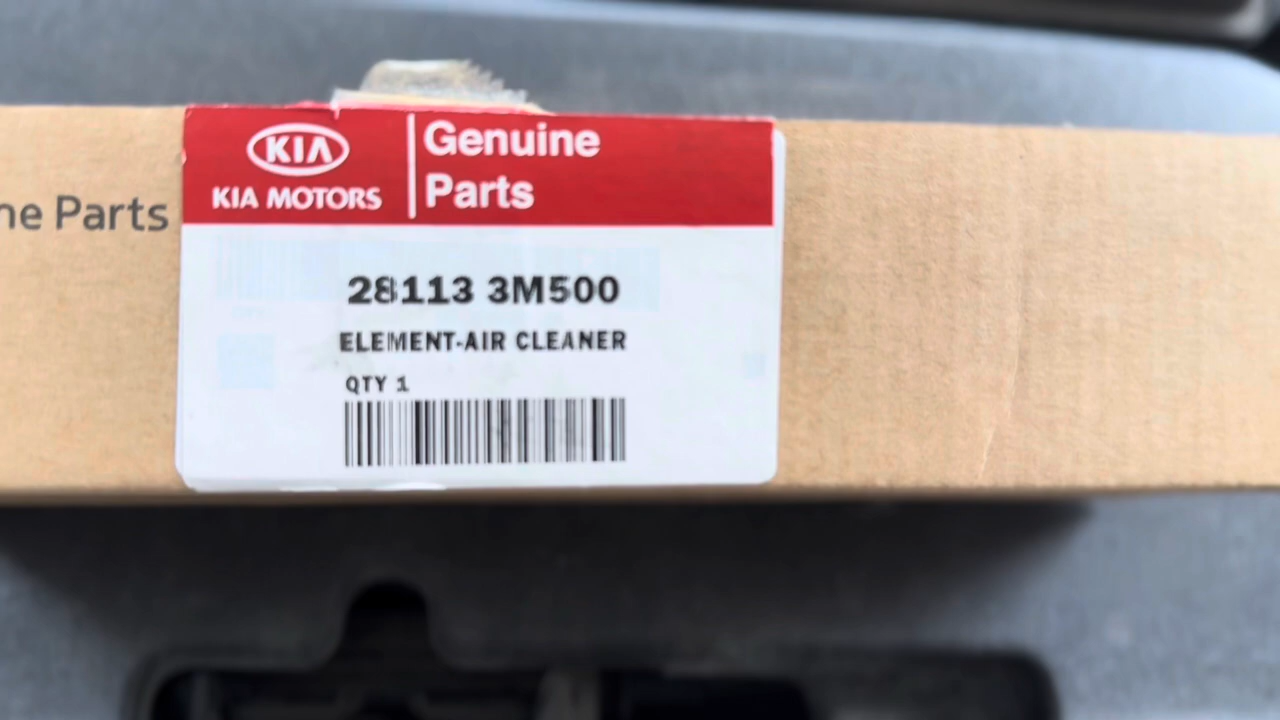 KIA
KIA MOTORS
Genuine
Parts
ne Parts
28113 3M500
ELEMENT-AIR CLEANER
QTY 1